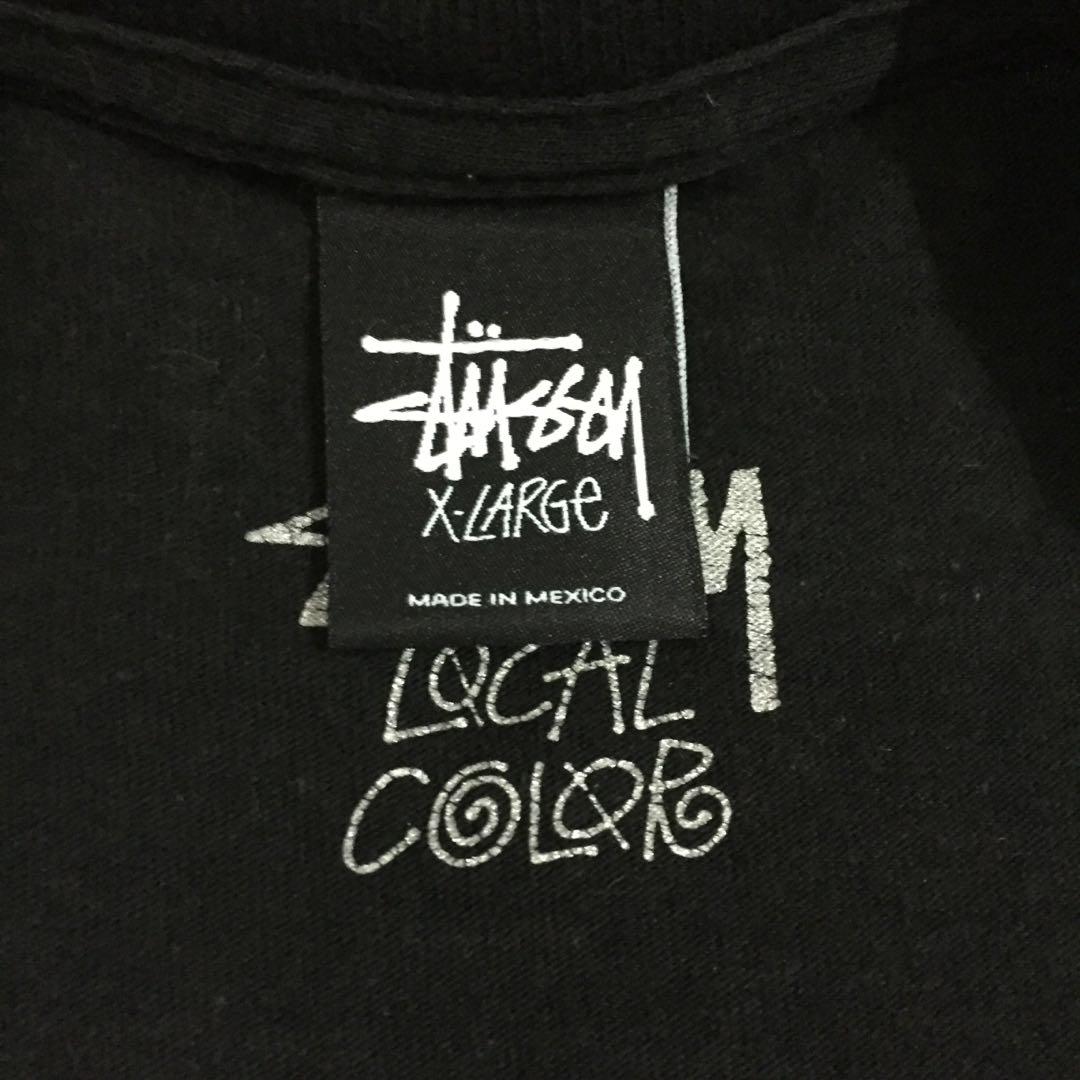 Stüssy
X-LARGe
MADE IN MEXICO
LOCAL
COLOR